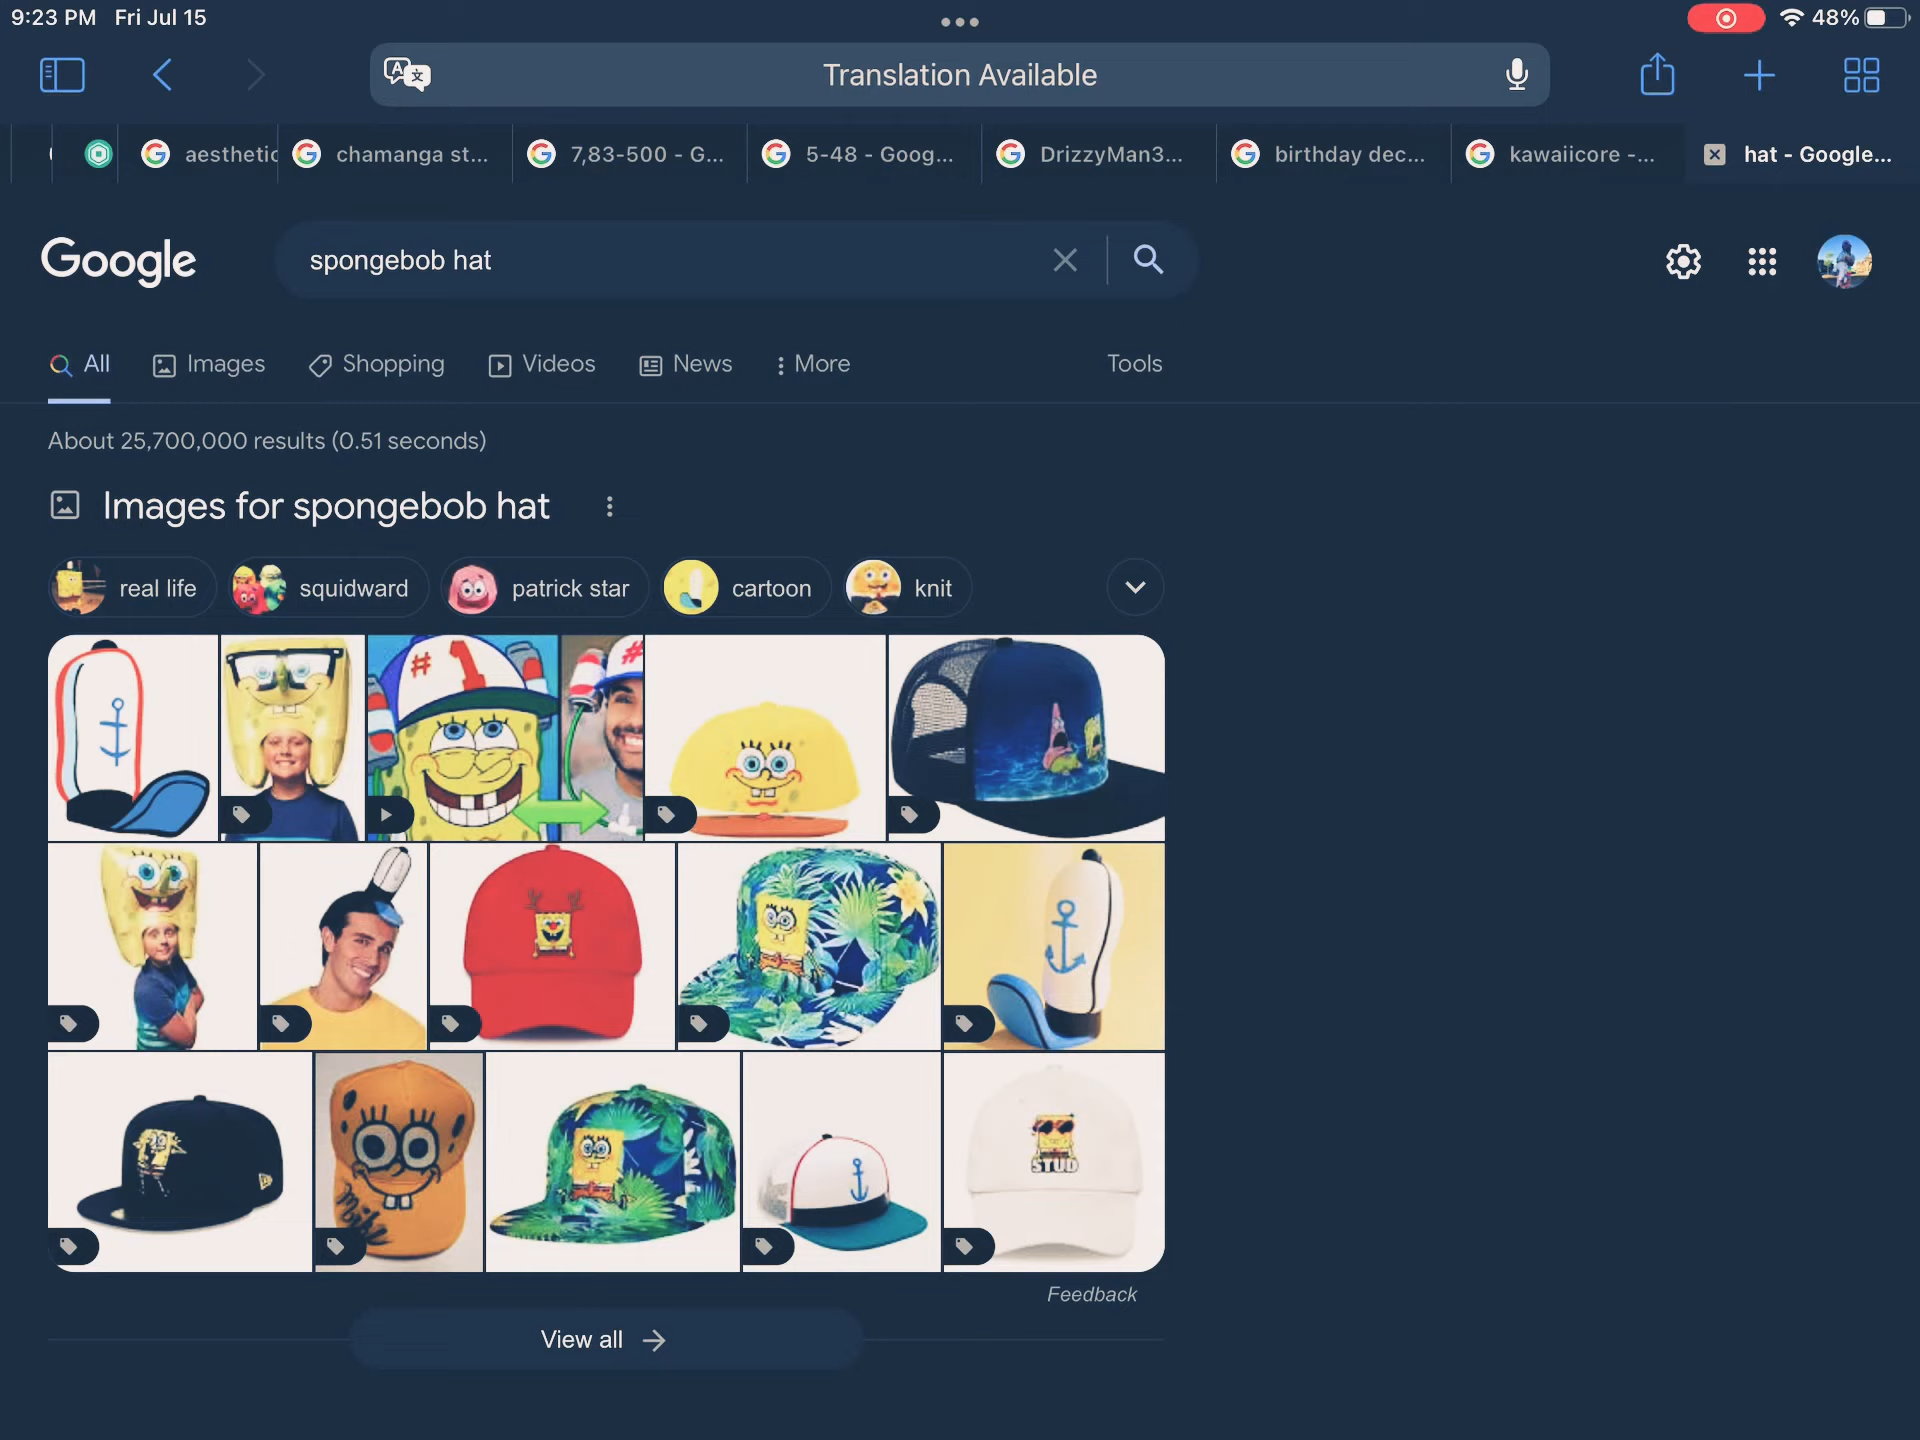 9:23 PM Fri Jul 15
48%
Translation Available
aesthetic
chamanga st...
7,83-500 - G...
5-48 - Goog...
DrizzyMan3...
birthday dec...
kawaiicore -...
hat - Google...
Google
spongebob hat
All
Images
Shopping
Videos
News
More
Tools
About 25,700,000 results (0.51 seconds)
Images for spongebob hat
real life
squidward
patrick star
cartoon
knit
# 1
#
STUD
Feedback
View all